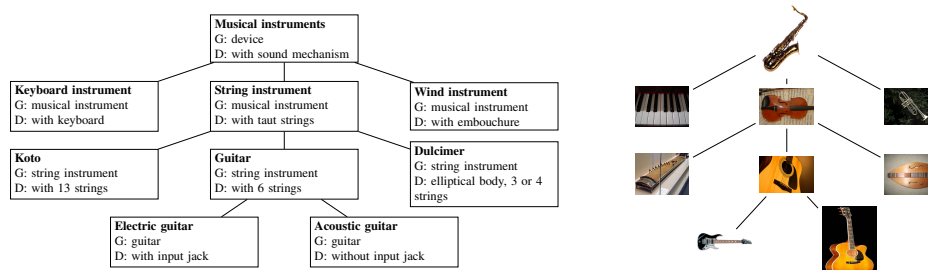 Musical instruments
G: device
D: with sound mechanism
Keyboard instrument
G: musical instrument
D: with keyboard
String instrument
G: musical instrument
D: with taut strings
Wind instrument
G: musical instrument
D: with embouchure
Koto
G: string instrument
D: with 13 strings
Guitar
G: string instrument
D: with 6 strings
Dulcimer
G: string instrument
D: elliptical body, 3 or 4
strings
Electric guitar
G: guitar
D: with input jack
Acoustic guitar
G: guitar
D: without input jack